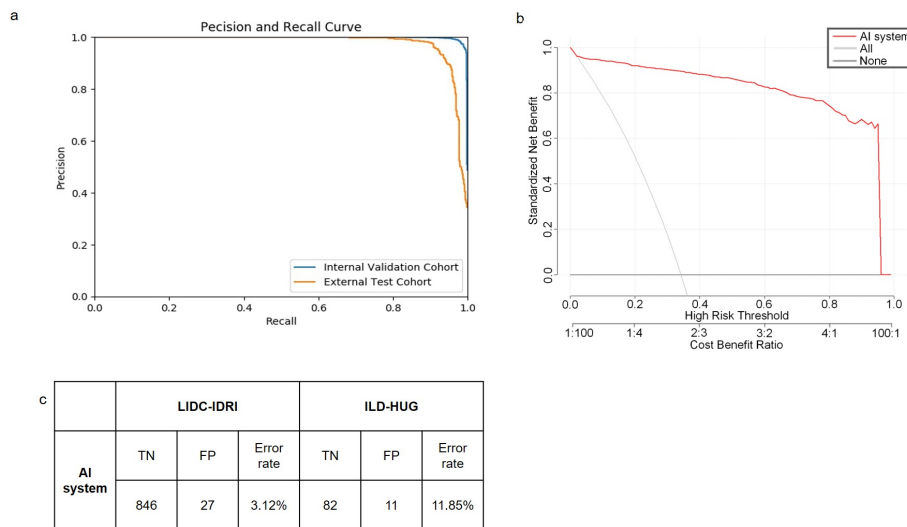 a
Pecision and Recall Curve
1.0
0.8
0.6
0.4
0.2
0.0
Precision
0.0 0.2 0.4 0.6 0.8 1.0
Recall
Internal Validation Cohort
External Test Cohort
b
AI system
All
None
1.0
0.8
0.6
0.4
0.2
0.0
Standardized Net Benefit
0.0 0.2 0.4 0.6 0.8 1.0
High Risk Threshold
1:100 1:4 2:3 3:2 4:1 100:1
Cost Benefit Ratio
c
LIDC-IDRI ILD-HUG
AI system
TN FP Error rate TN FP Error rate
846 27 3.12% 82 11 11.85%